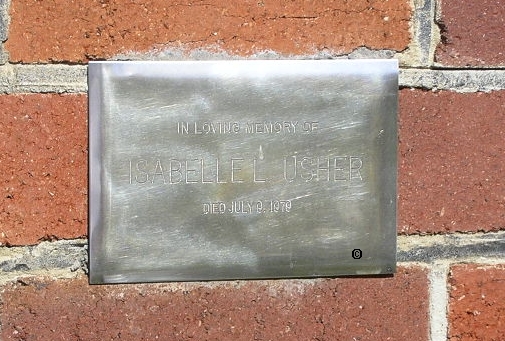 IN LOVING MEMORY OF
ISABELLE L. USHER
DIED JULY 9, 1979
©